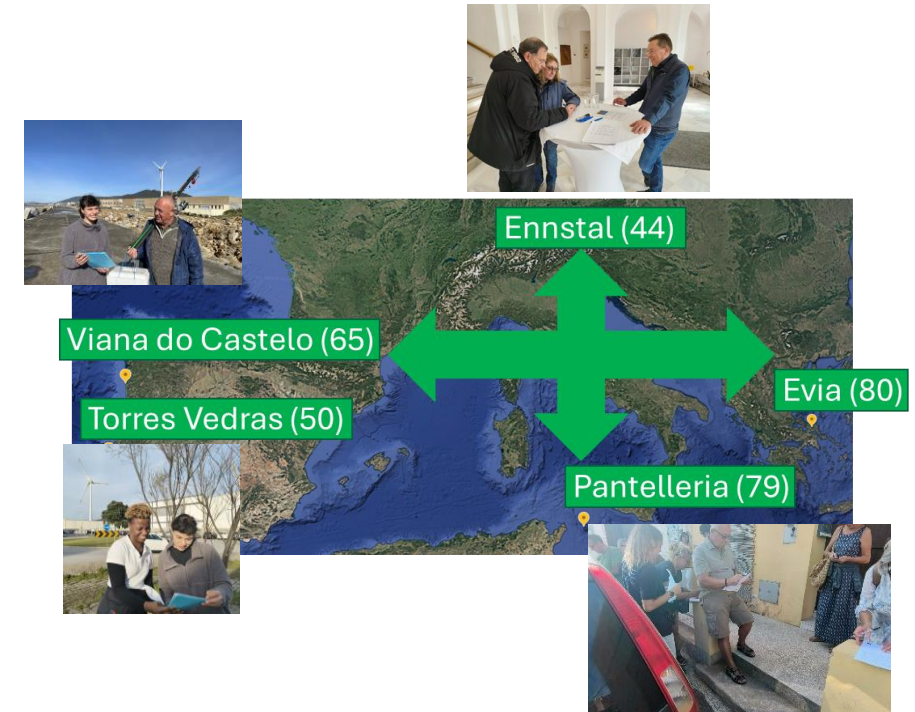 Ennstal (44)
Viana do Castelo (65)
Evia (80)
Torres Vedras (50)
Pantelleria (79)